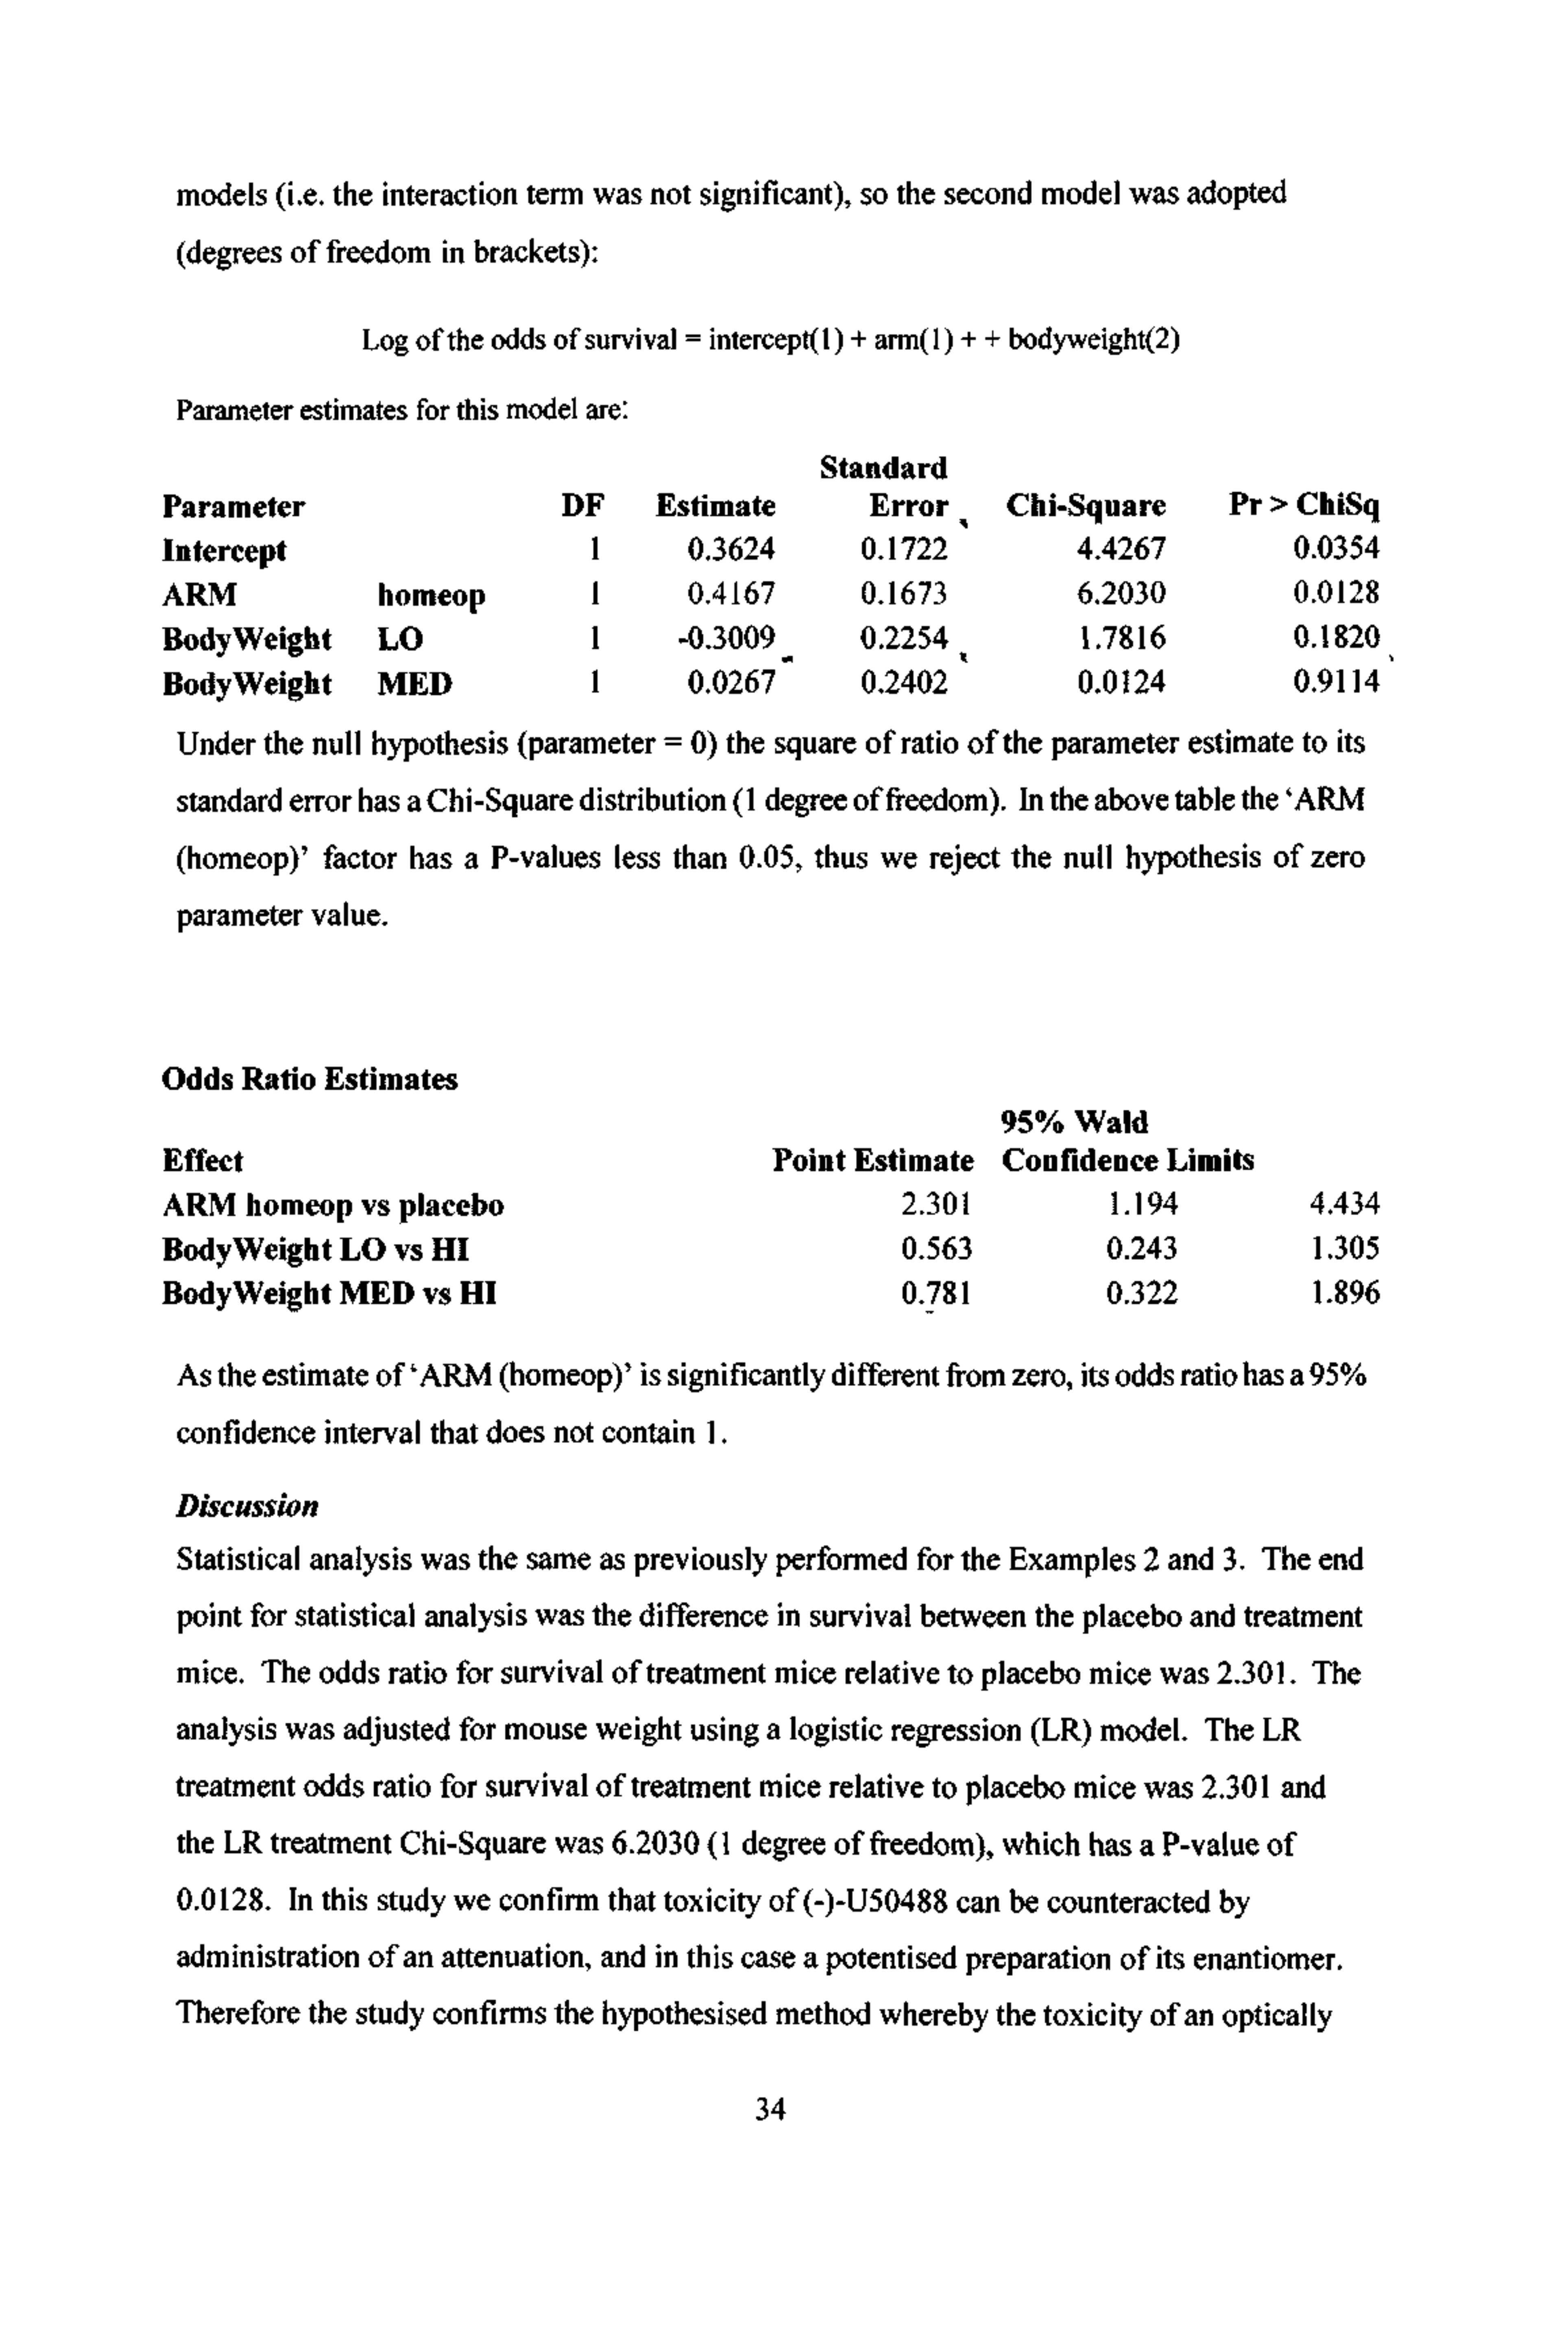 models (i.e. the interaction term was not significant), so the second model was adopted
(degrees of freedom in brackets):
Log of the odds of survival = intercept(1) + arm(1) + + bodyweight(2)
Parameter estimates for this model are:
Standard
Parameter DF Estimate Error Chi-Square Pr > ChiSq
Intercept 1 0.3624 0.1722 4.4267 0.0354
ARM homeop 1 0.4167 0.1673 6.2030 0.0128
BodyWeight LO 1 -0.3009 0.2254 1.7816 0.1820
BodyWeight MED 1 0.0267 0.2402 0.0124 0.9114
Under the null hypothesis (parameter = 0) the square of ratio of the parameter estimate to its
standard error has a Chi-Square distribution (1 degree of freedom). In the above table the ‘ARM
(homeop)’ factor has a P-values less than 0.05, thus we reject the null hypothesis of zero
parameter value.
Odds Ratio Estimates
95% Wald
Effect Point Estimate Confidence Limits
ARM homeop vs placebo 2.301 1.194 4.434
BodyWeight LO vs HI 0.563 0.243 1.305
BodyWeight MED vs HI 0.781 0.322 1.896
As the estimate of ‘ARM (homeop)’ is significantly different from zero, its odds ratio has a 95%
confidence interval that does not contain 1.
Discussion
Statistical analysis was the same as previously performed for the Examples 2 and 3. The end
point for statistical analysis was the difference in survival between the placebo and treatment
mice. The odds ratio for survival of treatment mice relative to placebo mice was 2.301. The
analysis was adjusted for mouse weight using a logistic regression (LR) model. The LR
treatment odds ratio for survival of treatment mice relative to placebo mice was 2.301 and
the LR treatment Chi-Square was 6.2030 (1 degree of freedom), which has a P-value of
0.0128. In this study we confirm that toxicity of (-)-U50488 can be counteracted by
administration of an attenuation, and in this case a potentised preparation of its enantiomer.
Therefore the study confirms the hypothesised method whereby the toxicity of an optically
34